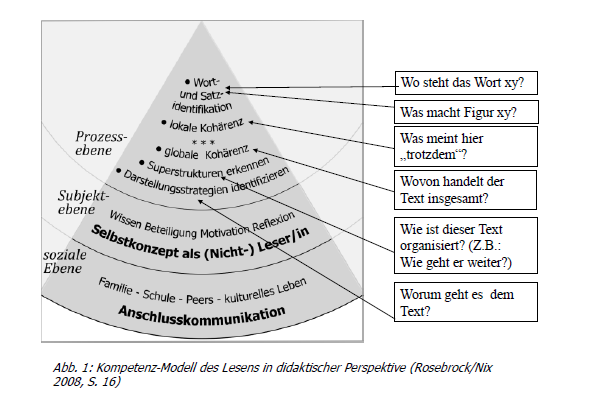 • Wort-
und Satz-
identifikation
• lokale Kohärenz
* * *
• globale Kohärenz
• Superstrukturen erkennen
• Darstellungsstrategien identifizieren
Prozess-
ebene
Subjekt-
ebene
Wissen Beteiligung Motivation Reflexion
Selbstkonzept als (Nicht-) Leser/in
soziale
Ebene
Familie - Schule - Peers - kulturelles Leben
Anschlusskommunikation
Wo steht das Wort xy?
Was macht Figur xy?
Was meint hier
„trotzdem“?
Wovon handelt der
Text insgesamt?
Wie ist dieser Text
organisiert? (Z.B.:
Wie geht er weiter?)
Worum geht es dem
Text?
Abb. 1: Kompetenz-Modell des Lesens in didaktischer Perspektive (Rosebrock/Nix
2008, S. 16)